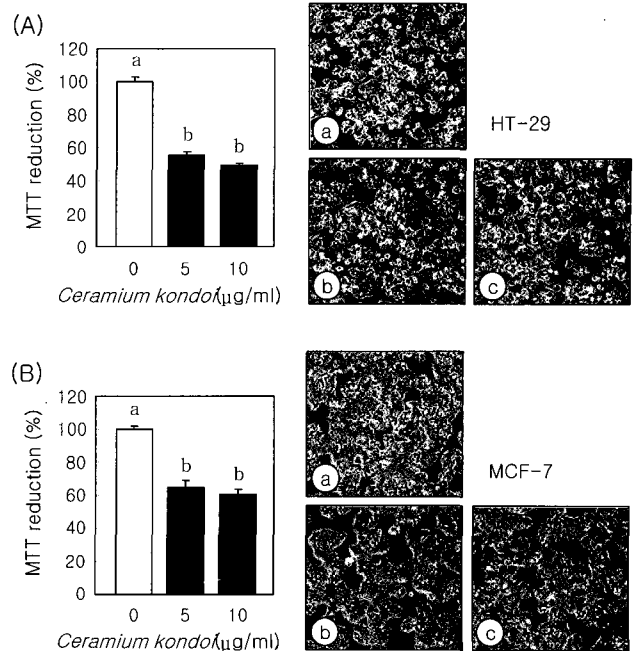 (A)
MTT reduction (%)
120
100
80
60
40
20
0
a
b
b
0 5 10
Ceramium kondoi(μg/ml)
a
HT-29
b
c
(B)
MTT reduction (%)
120
100
80
60
40
20
0
a
b
b
0 5 10
Ceramium kondoi(μg/ml)
a
MCF-7
b
c